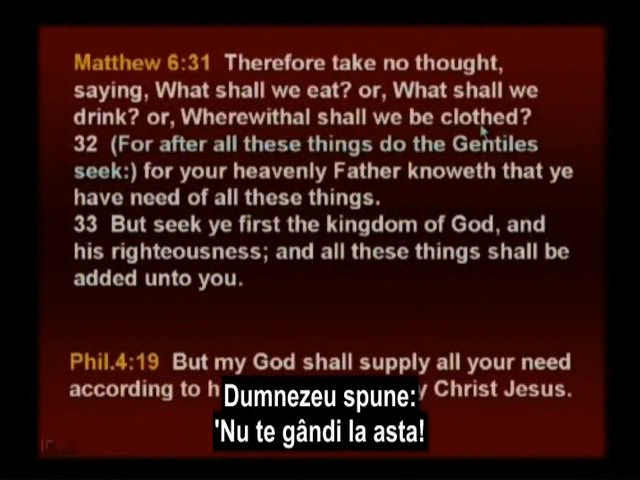 Matthew 6:31 Therefore take no thought,
saying, What shall we eat? or, What shall we
drink? or, Wherewithal shall we be clothed?
32 (For after all these things do the Gentiles
seek:) for your heavenly Father knoweth that ye
have need of all these things.
33 But seek ye first the kingdom of God, and
his righteousness; and all these things shall be
added unto you.
Phil.4:19 But my God shall supply all your need
according to Christ Jesus.
Dumnezeu spune:
'Nu te gândi la asta!